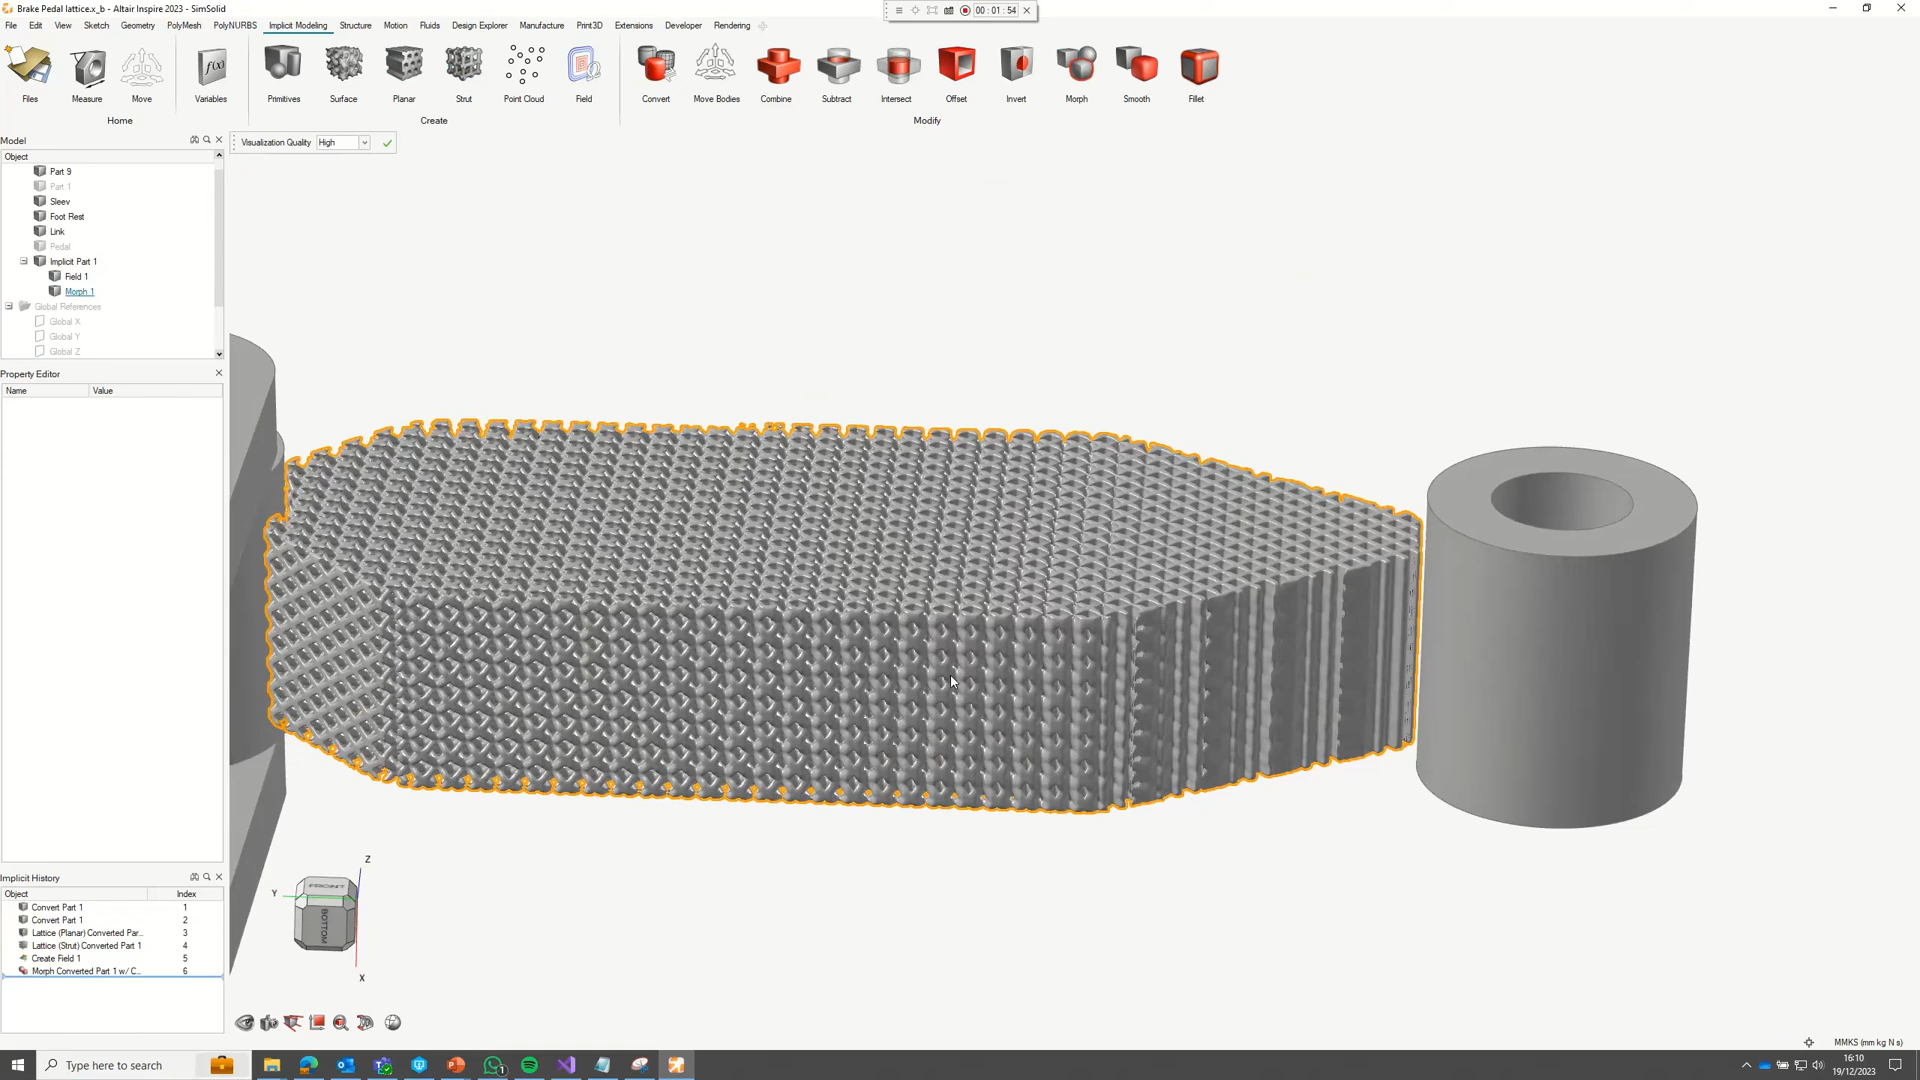 Brake Pedal lattice.x_b - Altair Inspire 2023 - SimSolid
00 : 01 : 54
File Edit View Sketch Geometry PolyMesh PolyNURBS Implicit Modeling Structure Motion Fluids Design Explorer Manufacture Print3D Extensions Developer Rendering
f(x)
Files Measure Move Variables Primitives Surface Planar Strut Point Cloud Field Convert Move Bodies Combine Subtract Intersect Offset Invert Morph Smooth Fillet
Home Create Modify
Model
Visualization Quality High
Object
Part 9
Part 1
Sleev
Foot Rest
Link
Pedal
Implicit Part 1
Field 1
Morph 1
Global References
Global X
Global Y
Global Z
Property Editor
Name Value
Implicit History
Object Index
Convert Part 1 1
Convert Part 1 2
Lattice (Planar) Converted Par... 3
Lattice (Strut) Converted Part 1 4
Create Field 1 5
Morph Converted Part 1 w/ C... 6
Z
Y
FRONT
BOTTOM
X
MMKS (mm kg N s)
Type here to search
1
16:10
19/12/2023